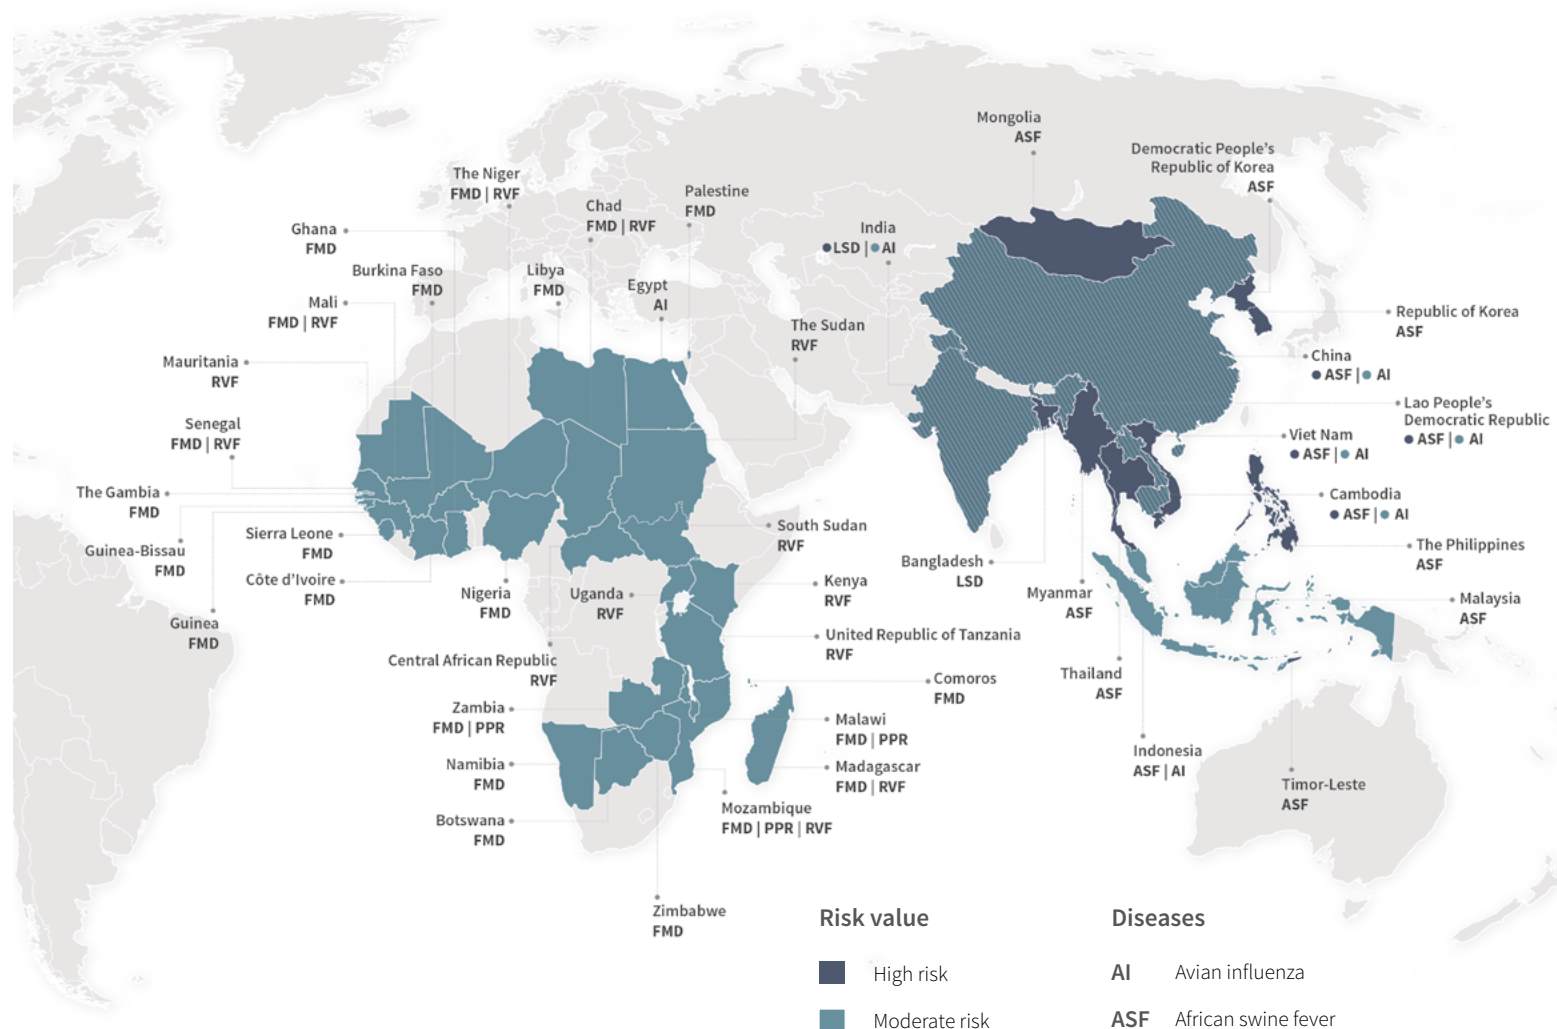 Mongolia
ASF
Democratic People's
Republic of Korea
ASF
The Niger
FMD | RVF
Palestine
FMD
Chad
FMD | RVF
Ghana
FMD
India
LSD | AI
Burkina Faso
FMD
Libya
FMD
Egypt
AI
Mali
FMD | RVF
The Sudan
RVF
Republic of Korea
ASF
Mauritania
RVF
China
ASF | AI
Senegal
FMD | RVF
Lao People's
Democratic Republic
ASF | AI
Viet Nam
ASF | AI
The Gambia
FMD
Cambodia
ASF | AI
Sierra Leone
FMD
South Sudan
RVF
Guinea-Bissau
FMD
The Philippines
ASF
Bangladesh
LSD
Côte d'Ivoire
FMD
Nigeria
FMD
Uganda
RVF
Kenya
RVF
Myanmar
ASF
Malaysia
ASF
Guinea
FMD
United Republic of Tanzania
RVF
Central African Republic
RVF
Thailand
ASF
Comoros
FMD
Zambia
FMD | PPR
Malawi
FMD | PPR
Indonesia
ASF | AI
Namibia
FMD
Madagascar
FMD | RVF
Timor-Leste
ASF
Mozambique
FMD | PPR | RVF
Botswana
FMD
Zimbabwe
FMD
Risk value
High risk
Moderate risk
Diseases
AI Avian influenza
ASF African swine fever